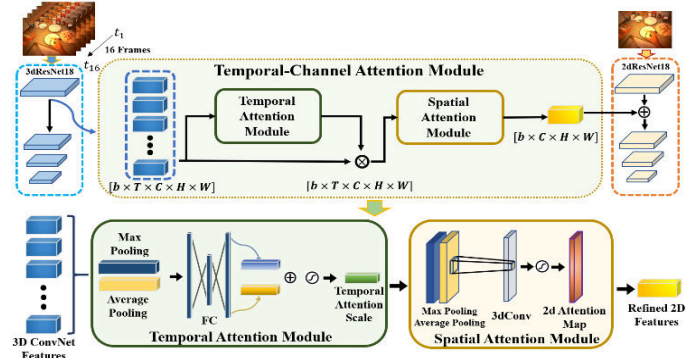 t₁
16 Frames
t₁₆
3dResNet18
2dResNet18
Temporal-Channel Attention Module
Temporal
Attention
Module
Spatial
Attention
Module
[b × C × H × W]
[b × T × C × H × W]
[b × T × C × H × W]
Max
Pooling
Average
Pooling
FC
Temporal
Attention
Scale
Temporal Attention Module
3D ConvNet
Features
Max Pooling
Average Pooling
3dConv
2d Attention
Map
Spatial Attention Module
Refined 2D
Features